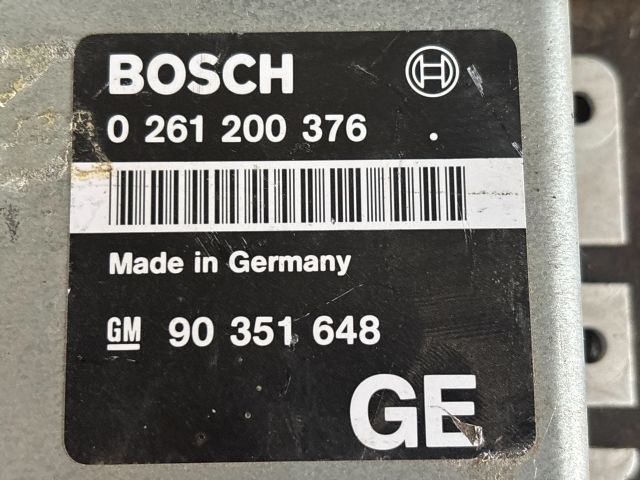 BOSCH
0 261 200 376 .
Made in Germany
GM 90 351 648
GE